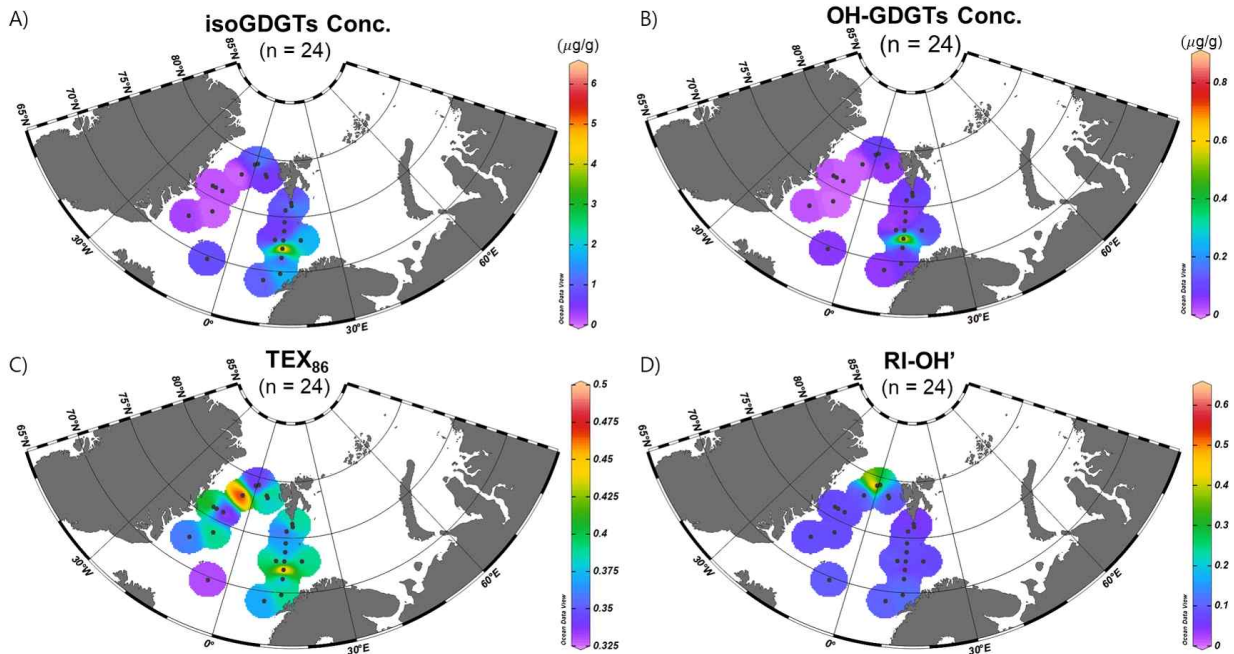 A)
isoGDGTs Conc.
(n = 24)
(μg/g)
6
5
4
3
2
1
0
65°N
70°N
75°N
80°N
85°N
30°W
0°
30°E
60°E
Ocean Data View
B)
OH-GDGTs Conc.
(n = 24)
(μg/g)
0.8
0.6
0.4
0.2
0
65°N
70°N
75°N
80°N
85°N
30°W
0°
30°E
60°E
Ocean Data View
C)
TEX₈₆
(n = 24)
0.5
0.475
0.45
0.425
0.4
0.375
0.35
0.325
65°N
70°N
75°N
80°N
85°N
30°W
0°
30°E
60°E
Ocean Data View
D)
RI-OH’
(n = 24)
0.6
0.5
0.4
0.3
0.2
0.1
0
65°N
70°N
75°N
80°N
85°N
30°W
0°
30°E
60°E
Ocean Data View